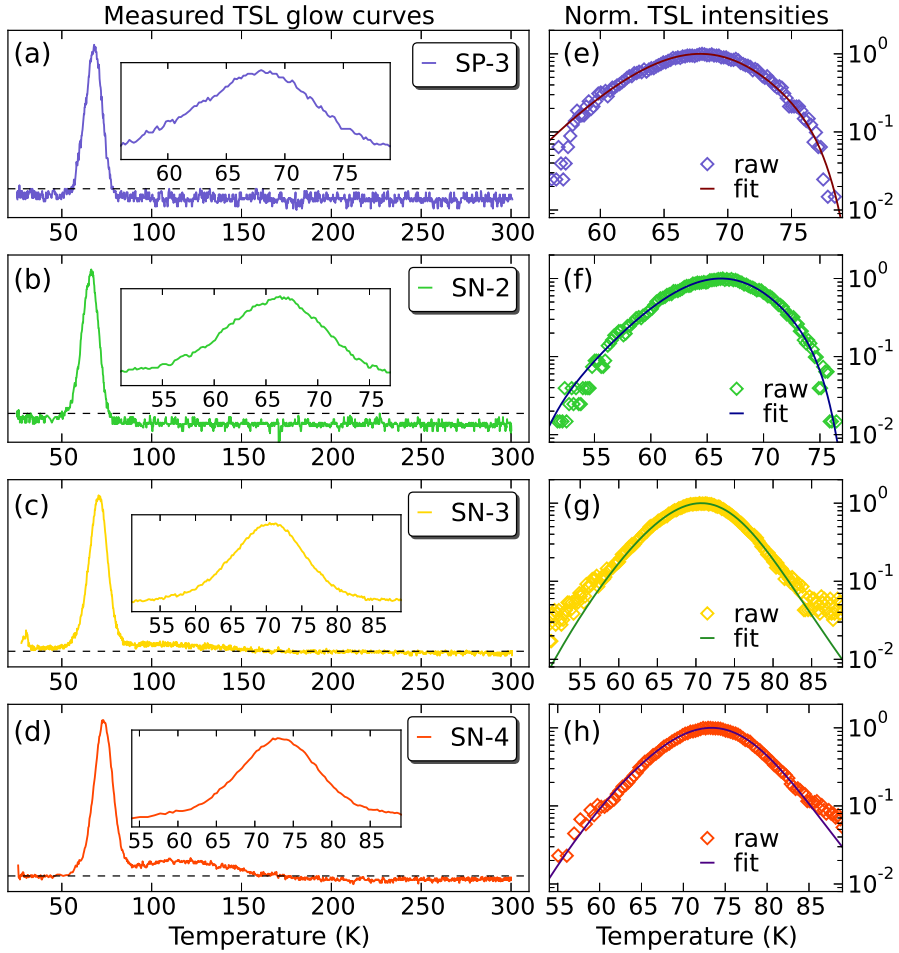 Measured TSL glow curves
Norm. TSL intensities
(a)
SP-3
60 65 70 75
50 100 150 200 250 300
(e)
raw
fit
10^0
10^-1
10^-2
60 65 70 75
(b)
SN-2
55 60 65 70 75
50 100 150 200 250 300
(f)
raw
fit
10^0
10^-1
10^-2
55 60 65 70 75
(c)
SN-3
55 60 65 70 75 80 85
50 100 150 200 250 300
(g)
raw
fit
10^0
10^-1
10^-2
55 60 65 70 75 80 85
(d)
SN-4
55 60 65 70 75 80 85
50 100 150 200 250 300
Temperature (K)
(h)
raw
fit
10^0
10^-1
10^-2
55 60 65 70 75 80 85
Temperature (K)